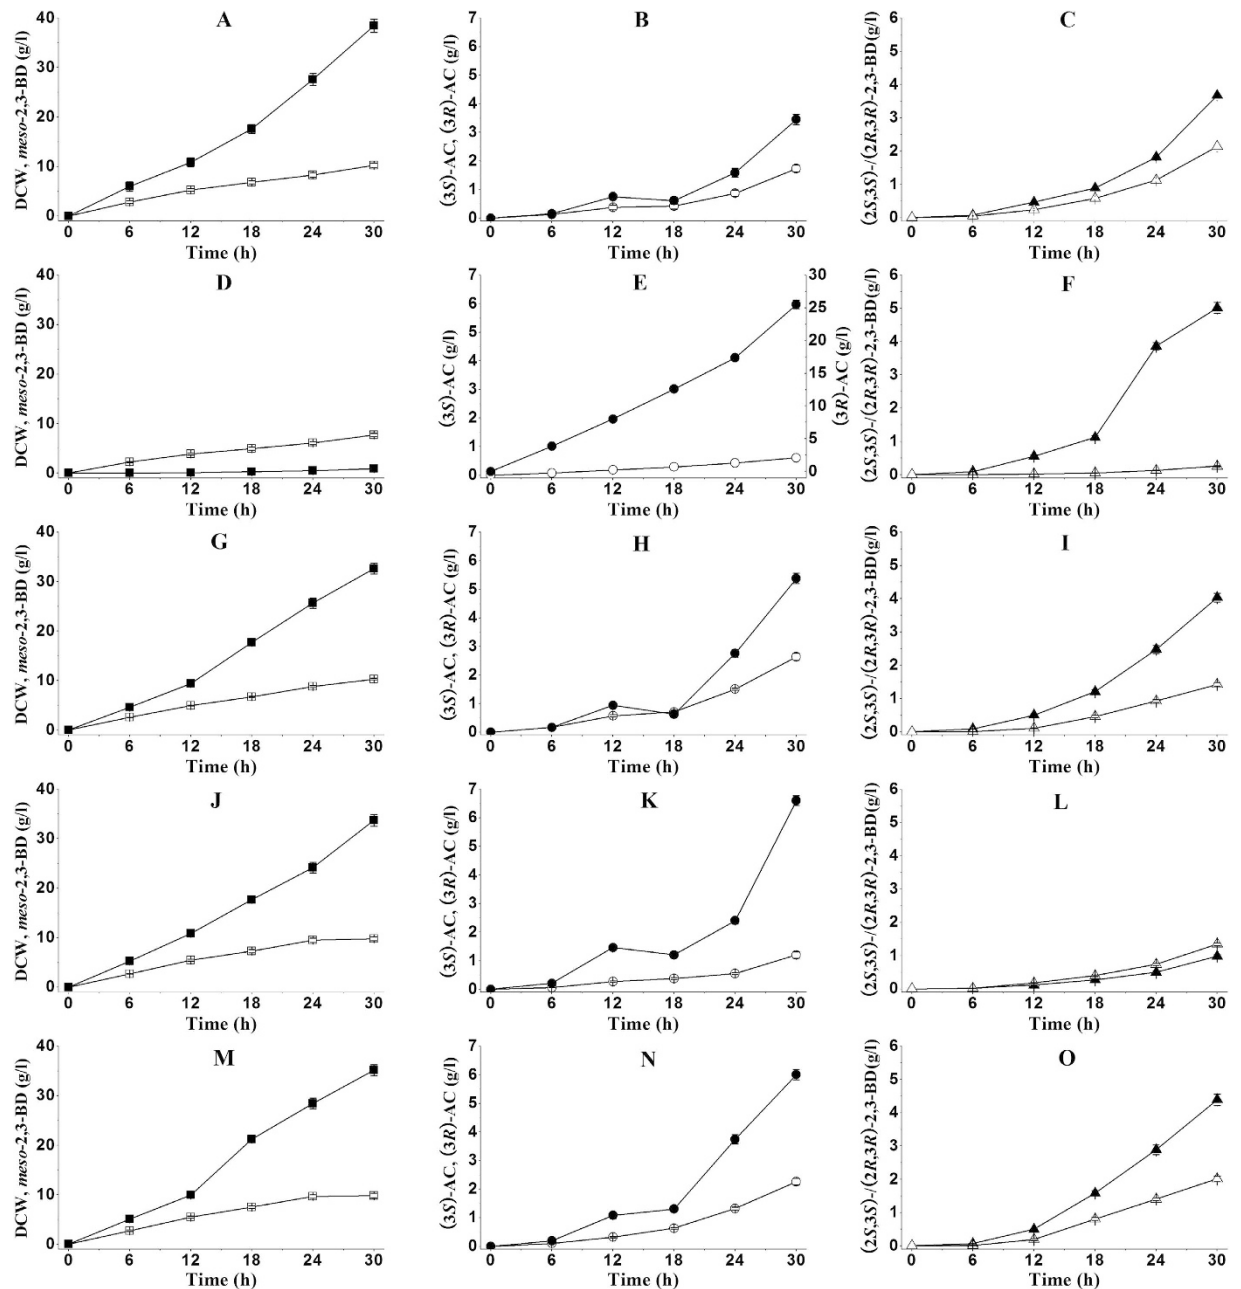 A
DCW, meso-2,3-BD (g/l)
40
30
20
10
0
0 6 12 18 24 30
Time (h)
B
(3S)-AC, (3R)-AC (g/l)
7
6
5
4
3
2
1
0
0 6 12 18 24 30
Time (h)
C
(2S,3S)-/(2R,3R)-2,3-BD(g/l)
6
5
4
3
2
1
0
0 6 12 18 24 30
Time (h)
D
DCW, meso-2,3-BD (g/l)
40
30
20
10
0
0 6 12 18 24 30
Time (h)
E
(3S)-AC (g/l)
7
6
5
4
3
2
1
0
30
25
20
15
10
5
0
(3R)-AC (g/l)
0 6 12 18 24 30
Time (h)
F
(2S,3S)-/(2R,3R)-2,3-BD(g/l)
6
5
4
3
2
1
0
0 6 12 18 24 30
Time (h)
G
DCW, meso-2,3-BD (g/l)
40
30
20
10
0
0 6 12 18 24 30
Time (h)
H
(3S)-AC, (3R)-AC (g/l)
7
6
5
4
3
2
1
0
0 6 12 18 24 30
Time (h)
I
(2S,3S)-/(2R,3R)-2,3-BD(g/l)
6
5
4
3
2
1
0
0 6 12 18 24 30
Time (h)
J
DCW, meso-2,3-BD (g/l)
40
30
20
10
0
0 6 12 18 24 30
Time (h)
K
(3S)-AC, (3R)-AC (g/l)
7
6
5
4
3
2
1
0
0 6 12 18 24 30
Time (h)
L
(2S,3S)-/(2R,3R)-2,3-BD(g/l)
6
5
4
3
2
1
0
0 6 12 18 24 30
Time (h)
M
DCW, meso-2,3-BD (g/l)
40
30
20
10
0
0 6 12 18 24 30
Time (h)
N
(3S)-AC, (3R)-AC (g/l)
7
6
5
4
3
2
1
0
0 6 12 18 24 30
Time (h)
O
(2S,3S)-/(2R,3R)-2,3-BD(g/l)
6
5
4
3
2
1
0
0 6 12 18 24 30
Time (h)